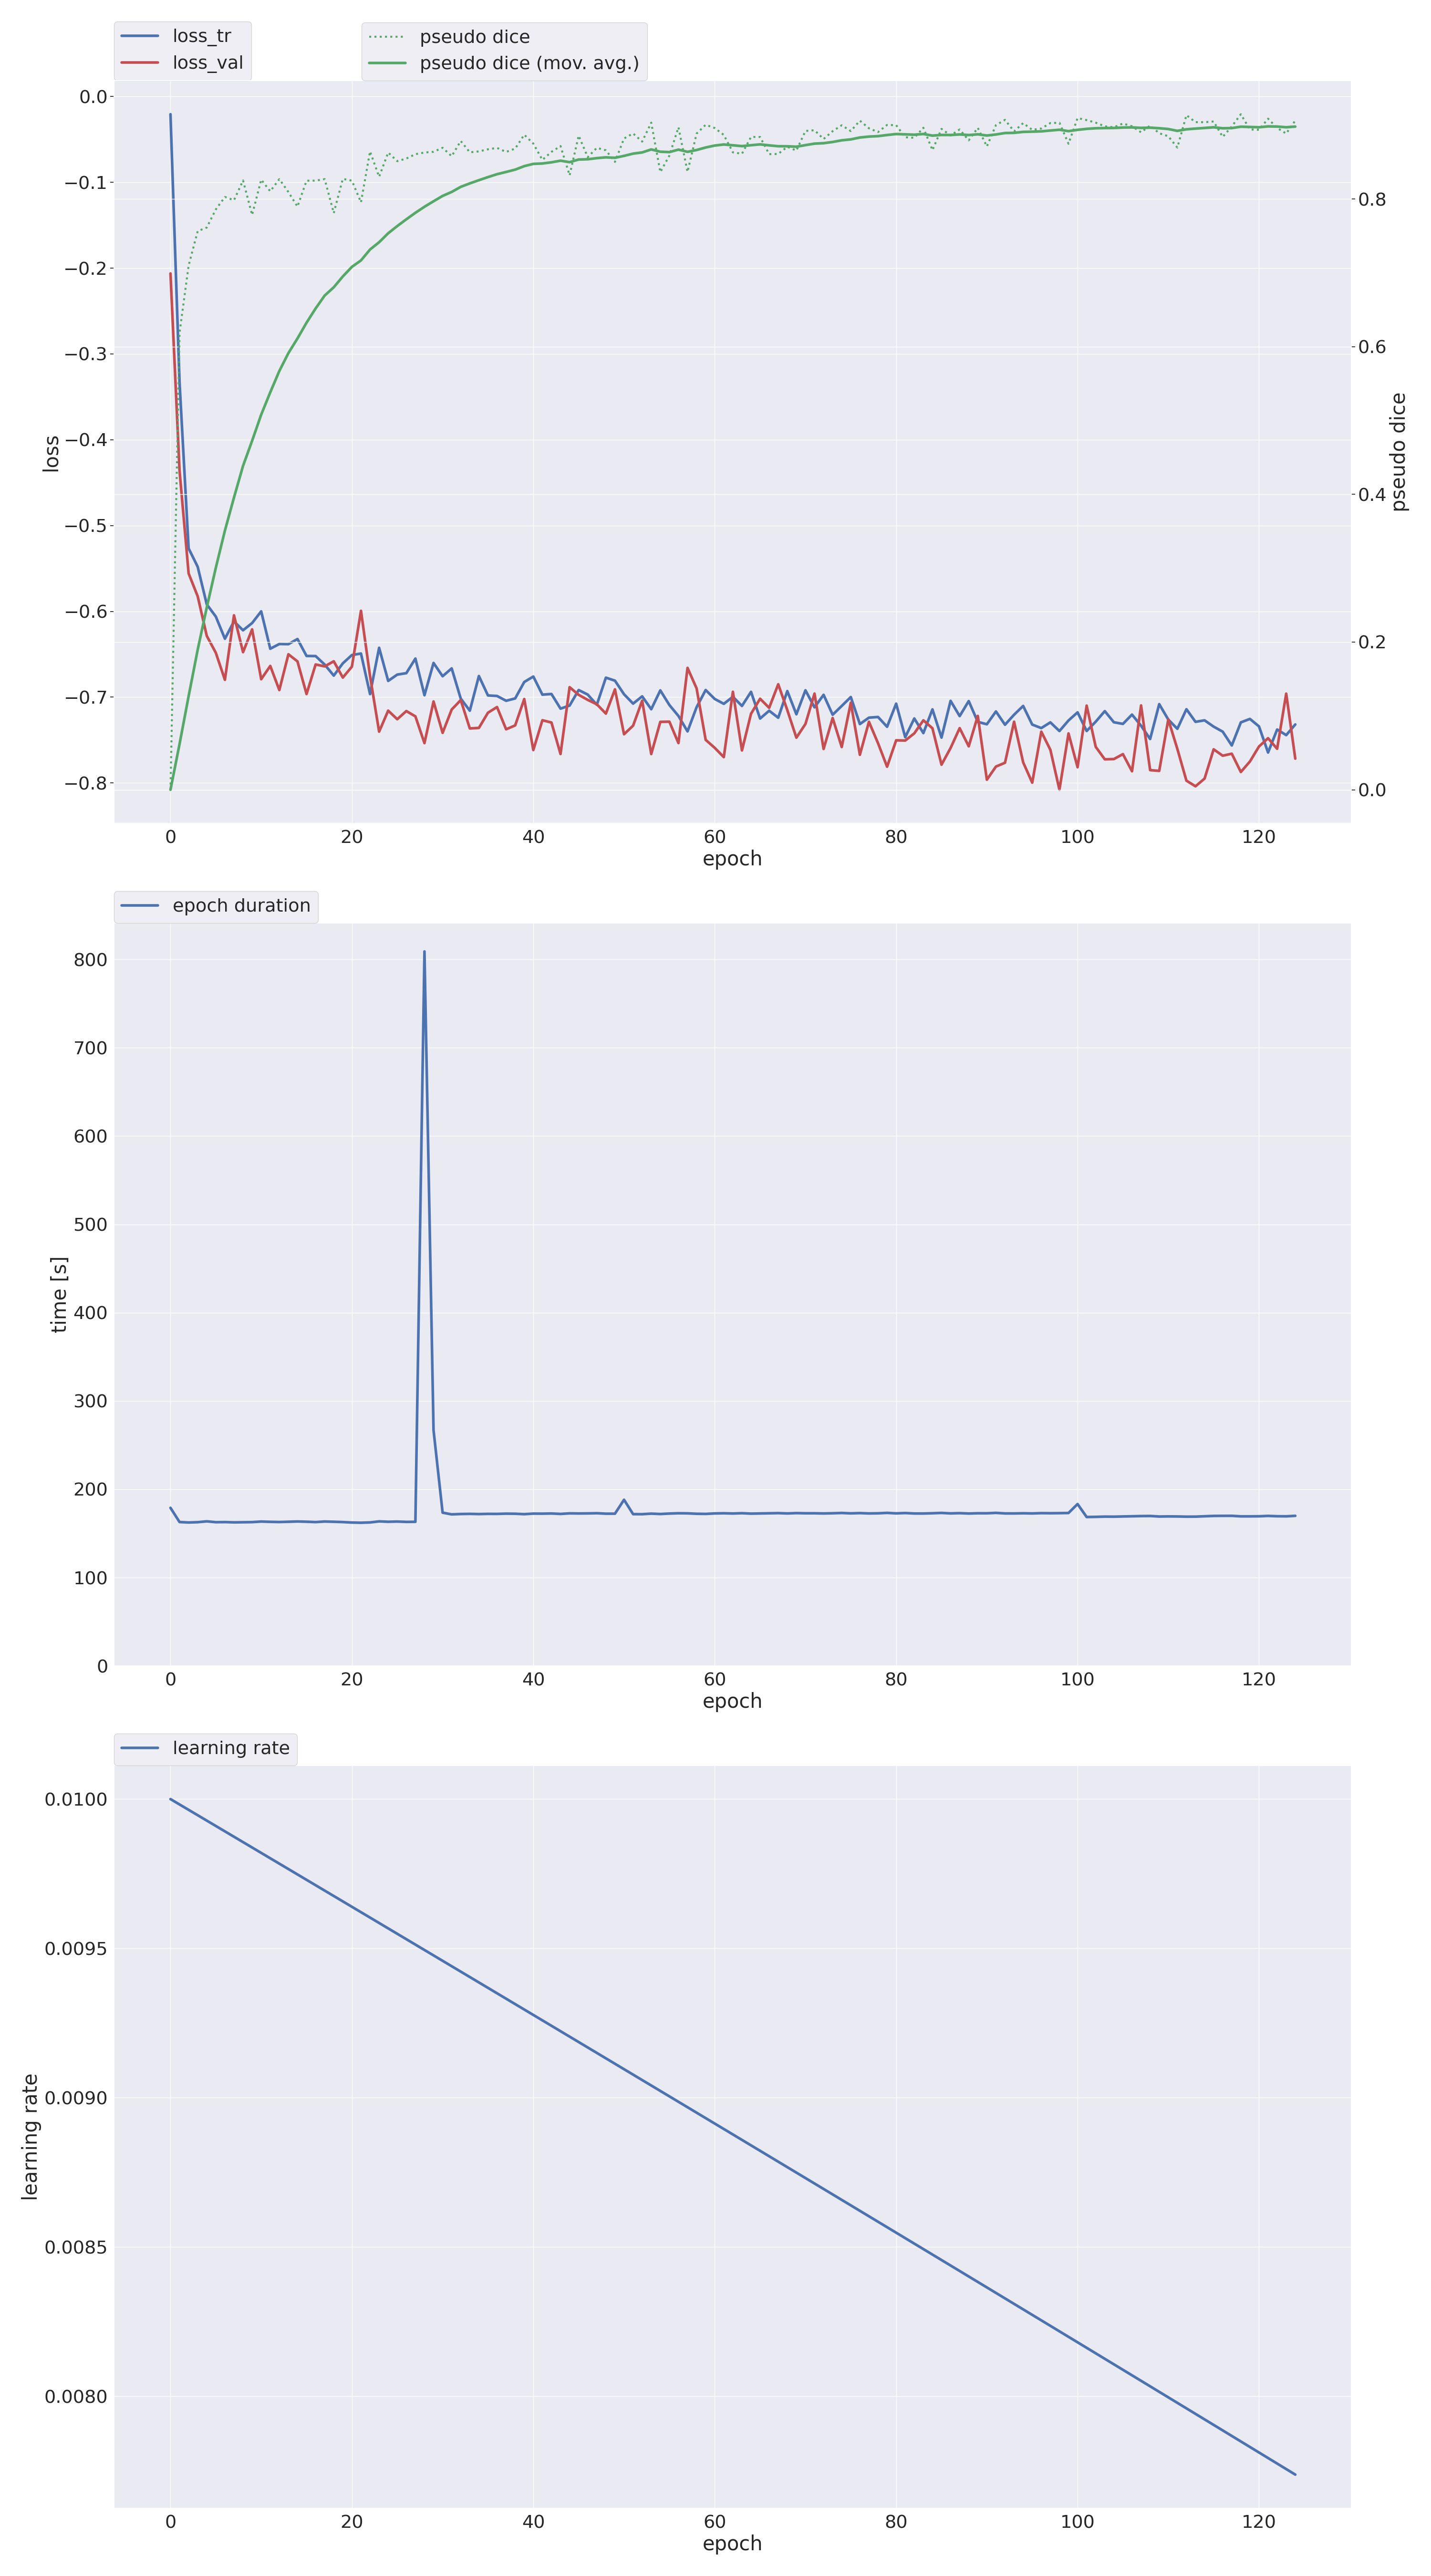 loss_tr
loss_val
pseudo dice
pseudo dice (mov. avg.)
0.0
−0.1
−0.2
−0.3
−0.4
−0.5
−0.6
−0.7
−0.8
loss
0.8
0.6
0.4
0.2
0.0
pseudo dice
0 20 40 60 80 100 120
epoch
epoch duration
800
700
600
500
400
300
200
100
0
time [s]
0 20 40 60 80 100 120
epoch
learning rate
0.0100
0.0095
0.0090
0.0085
0.0080
learning rate
0 20 40 60 80 100 120
epoch